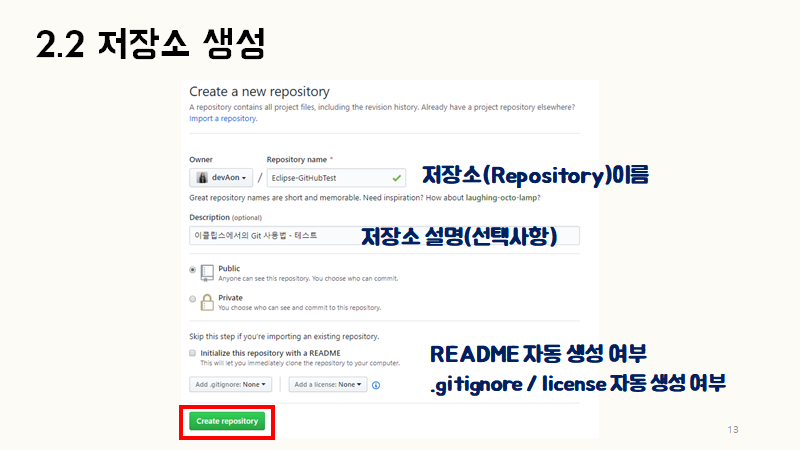 2.2 저장소 생성
Create a new repository
A repository contains all project files, including the revision history. Already have a project repository elsewhere?
Import a repository.
Owner
Repository name *
devAon
/
Eclipse-GitHubTest
저장소(Repository)이름
Great repository names are short and memorable. Need inspiration? How about laughing-octo-lamp?
Description (optional)
이클립스에서의 Git 사용법 - 테스트
저장소 설명(선택사항)
Public
Anyone can see this repository. You choose who can commit.
Private
You choose who can see and commit to this repository.
Skip this step if you're importing an existing repository.
Initialize this repository with a README
This will let you immediately clone the repository to your computer.
README 자동 생성 여부
Add .gitignore: None
Add a license: None
.gitignore / license 자동 생성 여부
Create repository
13